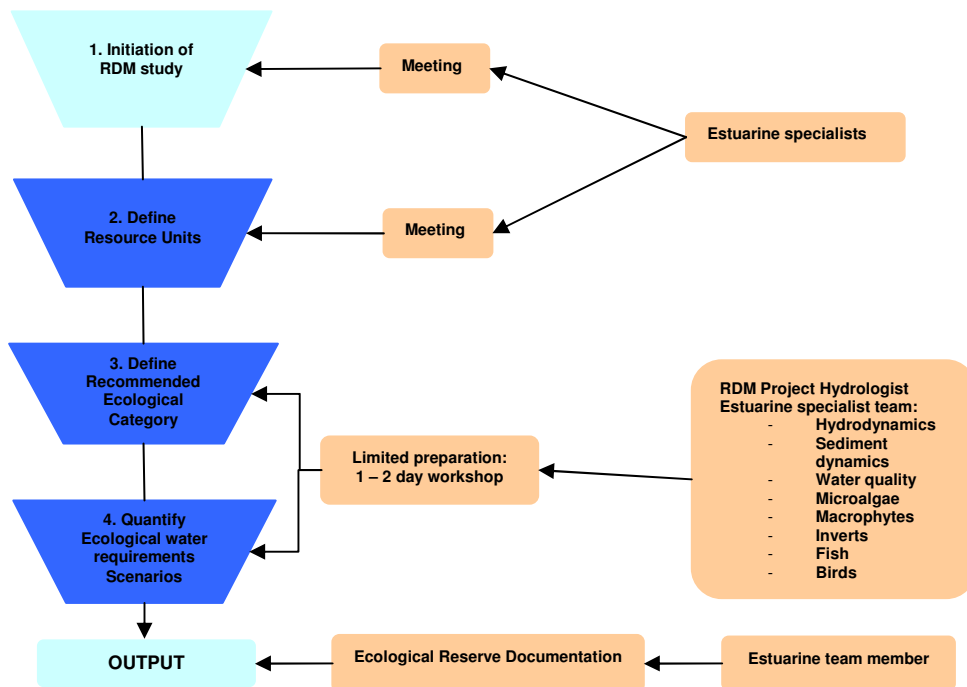 1. Initiation of
RDM study
Meeting
Estuarine specialists
2. Define
Resource Units
Meeting
3. Define
Recommended
Ecological
Category
Limited preparation:
1 – 2 day workshop
RDM Project Hydrologist
Estuarine specialist team:
- Hydrodynamics
- Sediment
dynamics
- Water quality
- Microalgae
- Macrophytes
- Inverts
- Fish
- Birds
4. Quantify
Ecological water
requirements
Scenarios
OUTPUT
Ecological Reserve Documentation
Estuarine team member